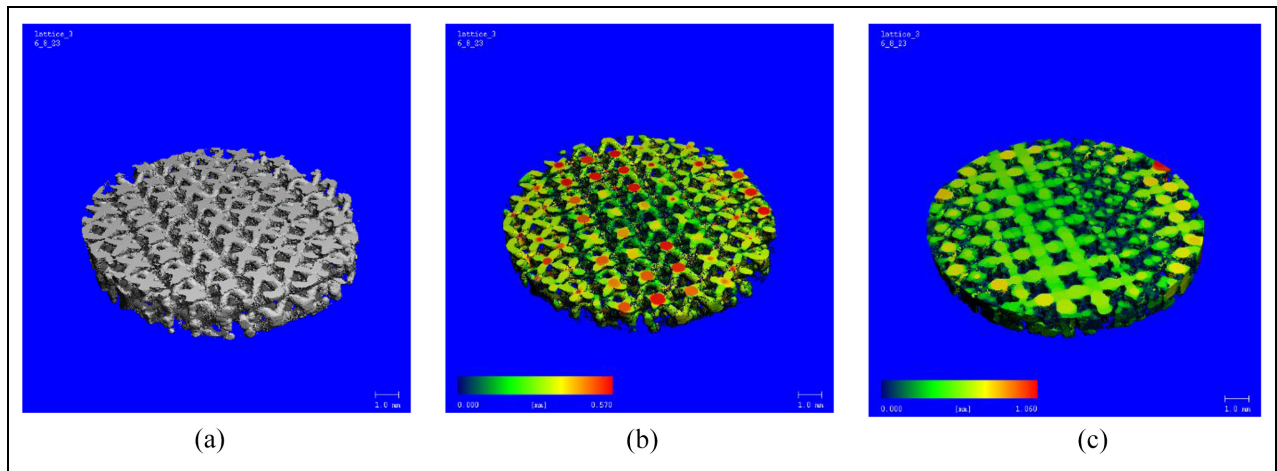 lattice_3
6_8_23
1.0 mm
(a)
lattice_3
6_8_23
0.000 [mm] 0.570
1.0 mm
(b)
lattice_3
6_8_23
0.000 [mm] 1.060
1.0 mm
(c)